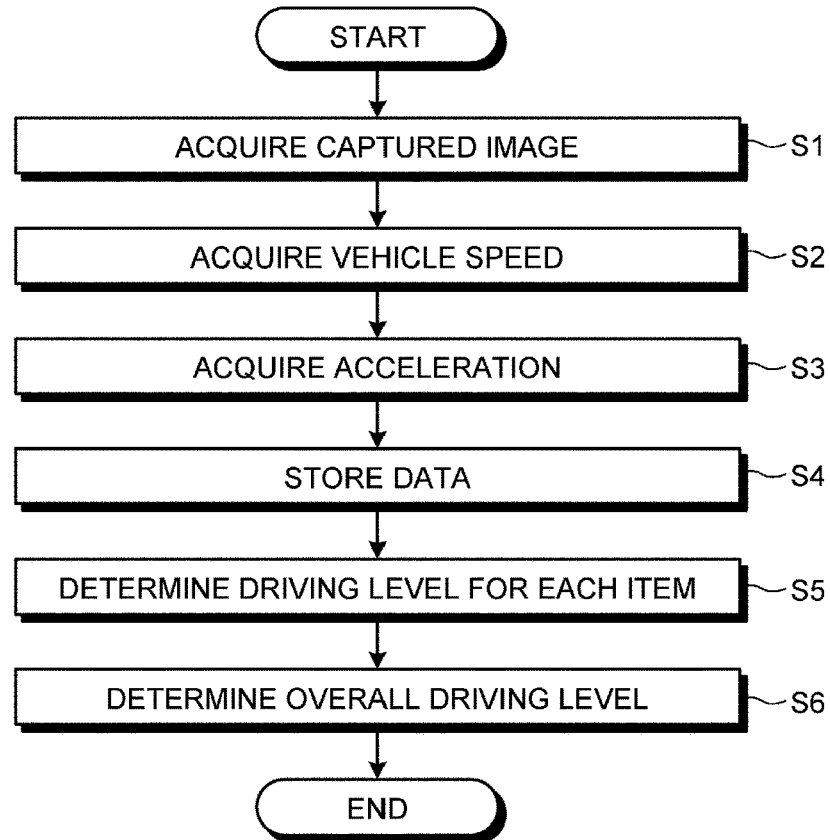 START
ACQUIRE CAPTURED IMAGE S1
ACQUIRE VEHICLE SPEED S2
ACQUIRE ACCELERATION S3
STORE DATA S4
DETERMINE DRIVING LEVEL FOR EACH ITEM S5
DETERMINE OVERALL DRIVING LEVEL S6
END